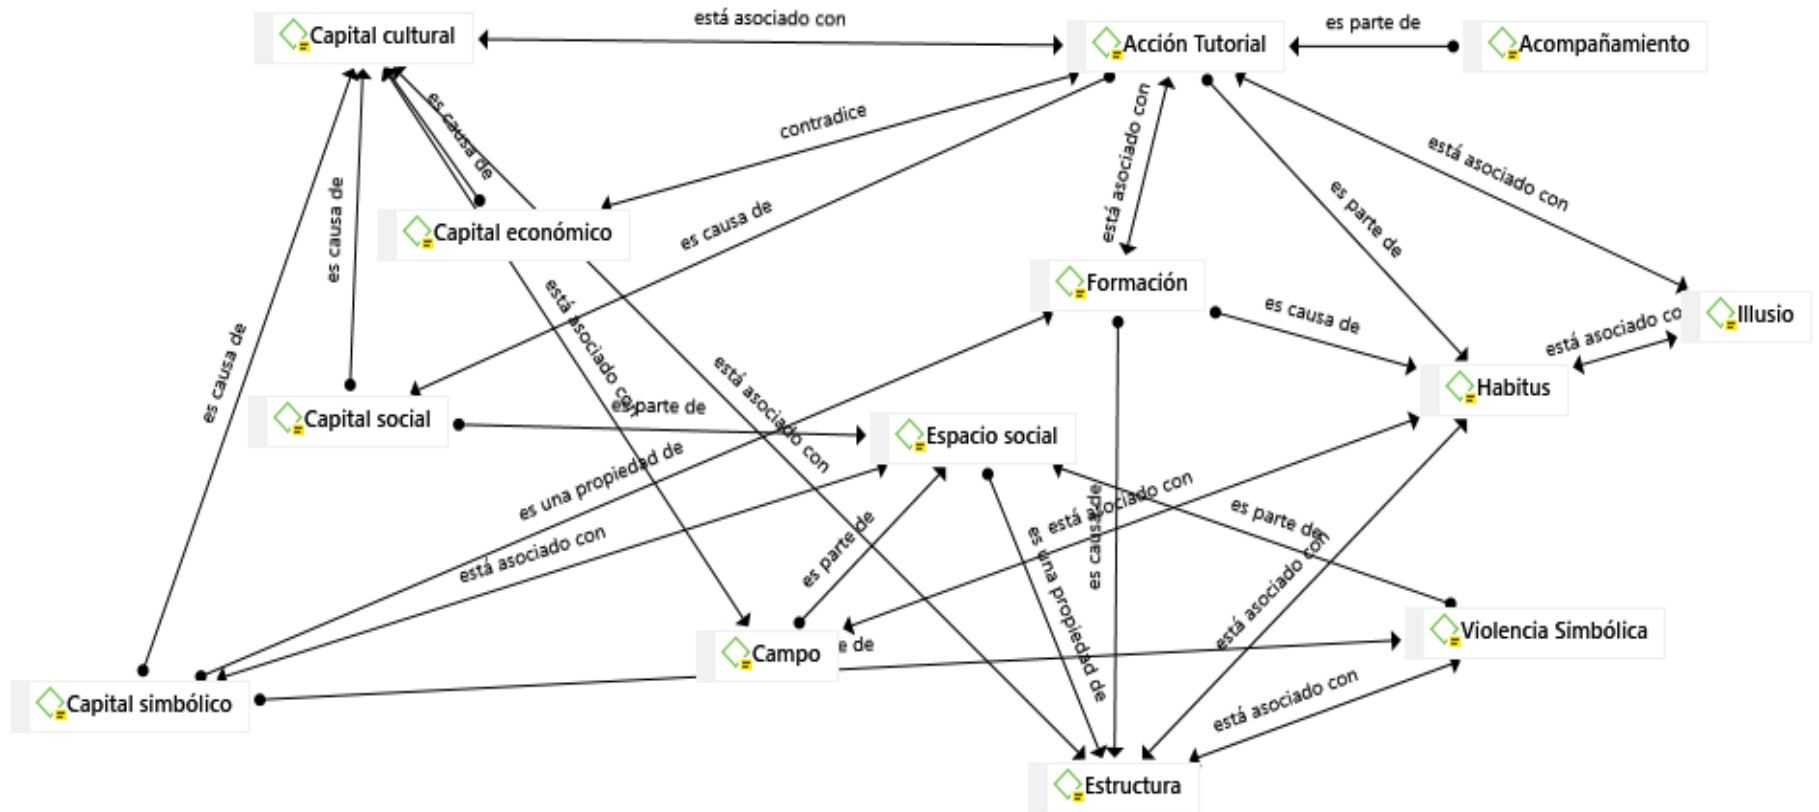 está asociado con
es parte de
Capital cultural
Acción Tutorial
Acompañamiento
es causa de
contradice
está asociado con
está asociado con
es causa de
es causa de
es parte de
Capital económico
Formación
está asociado con
es causa de
Illusio
está asociado
es causa de
está asociado con
Habitus
Capital social
es parte de
Espacio social
es una propiedad de
está asociado con
está asociado con
es causa de
es parte de
es parte de
es una propiedad de
está asociado con
Violencia Simbólica
Campo
de
Capital simbólico
está asociado con
Estructura